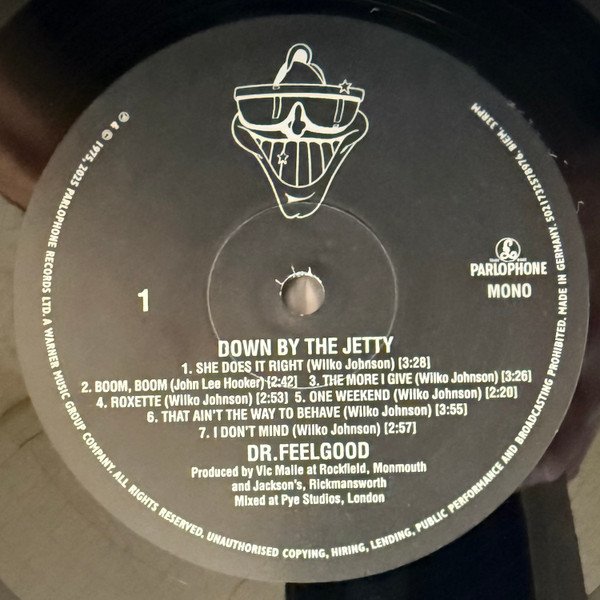 PARLOPHONE
MONO
1
DOWN BY THE JETTY
1. SHE DOES IT RIGHT (Wilko Johnson) [3:28]
2. BOOM, BOOM (John Lee Hooker) [2:42] 3. THE MORE I GIVE (Wilko Johnson) [3:26]
4. ROXETTE (Wilko Johnson) [2:53] 5. ONE WEEKEND (Wilko Johnson) [2:20]
6. THAT AIN'T THE WAY TO BEHAVE (Wilko Johnson) [3:55]
7. I DON'T MIND (Wilko Johnson) [2:57]
DR.FEELGOOD
Produced by Vic Maile at Rockfield, Monmouth
and Jackson's, Rickmansworth
Mixed at Pye Studios, London
℗ & © 1975, 2025 PARLOPHONE RECORDS LTD. A WARNER MUSIC GROUP COMPANY. ALL RIGHTS RESERVED. UNAUTHORISED COPYING, HIRING, LENDING, PUBLIC PERFORMANCE AND BROADCASTING PROHIBITED. MADE IN GERMANY. 5021732578976. BIEM. 33RPM